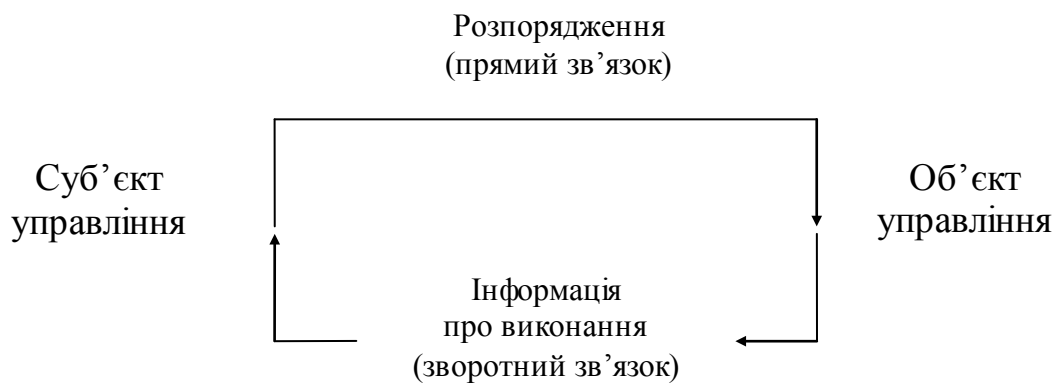 Розпорядження
(прямий зв’язок)
Суб’єкт
управління
Об’єкт
управління
Інформація
про виконання
(зворотний зв’язок)